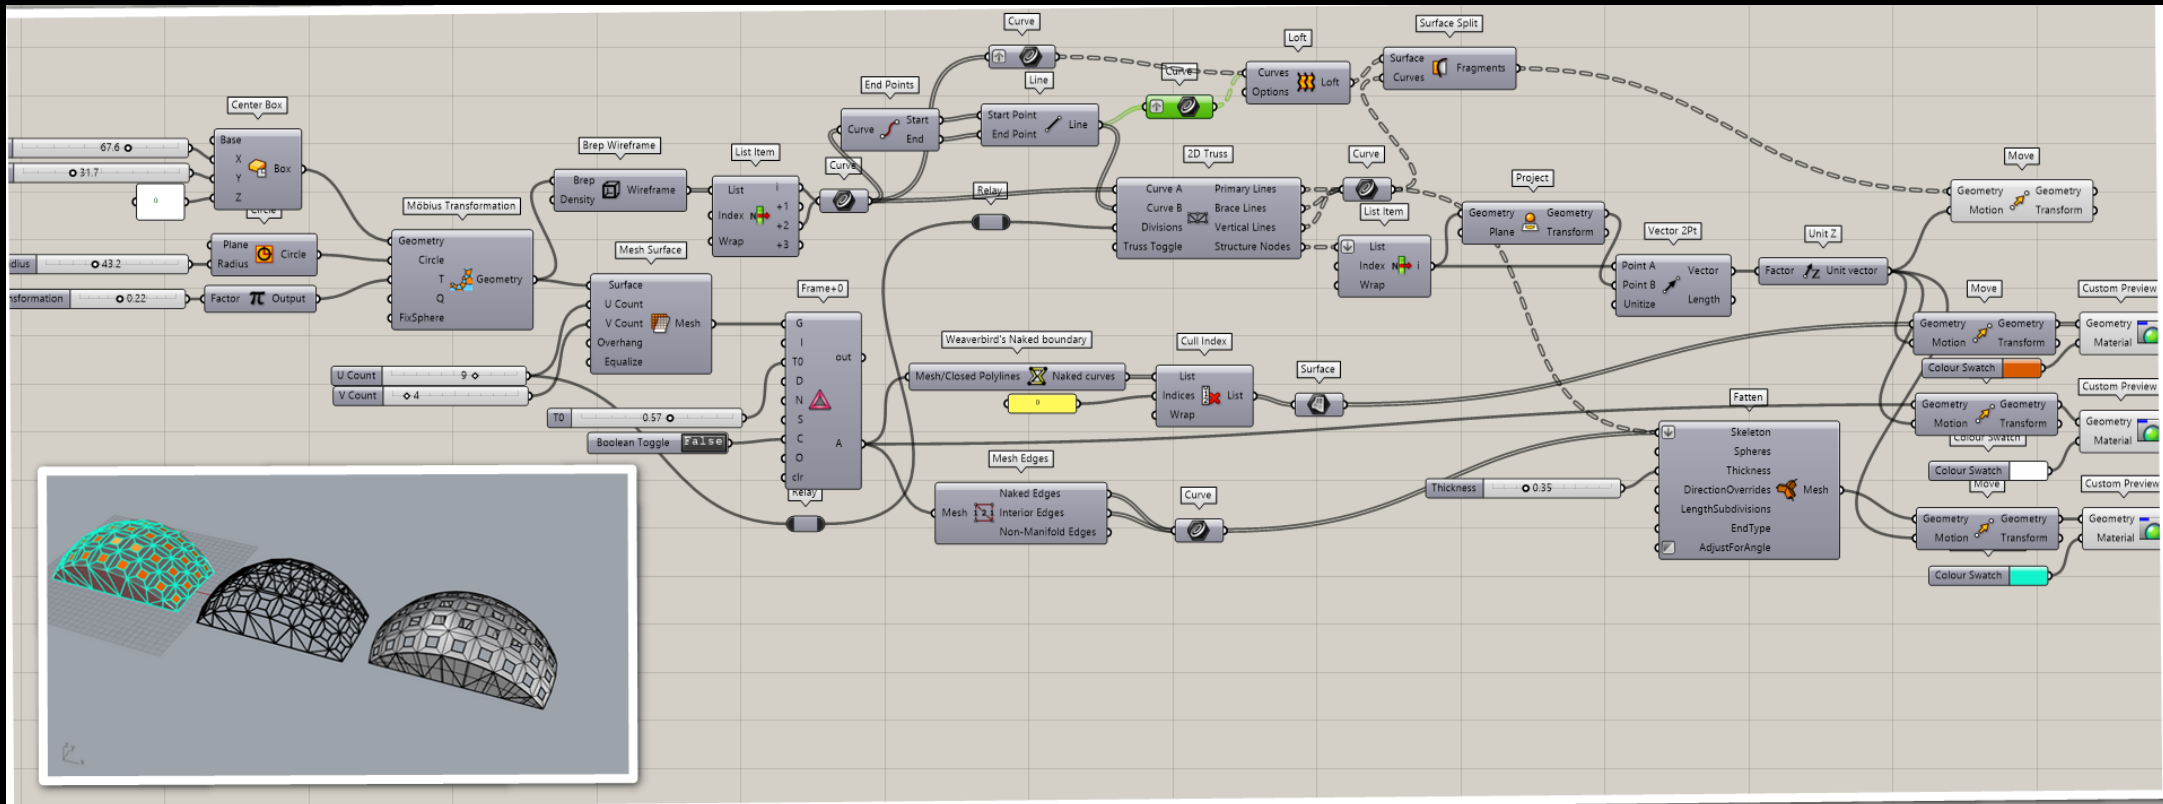 Center Box
67.6
31.7
0
Base
X
Y
Z
Box
Circle
Plane
Radius
Circle
43.2
nsformation
0.22
Factor
Output
Möbius Transformation
Geometry
Circle
T
Q
FixSphere
Geometry
Brep Wireframe
Brep
Density
Wireframe
List Item
List
Index
Wrap
i
+1
+2
+3
Curve
Mesh Surface
Surface
U Count
V Count
Overhang
Equalize
Mesh
U Count
9
V Count
4
T0
0.57
Boolean Toggle
False
Frame+0
G
I
T0
D
N
S
C
O
clr
out
A
Relay
End Points
Curve
Start
End
Curve
Line
Start Point
End Point
Line
Curve
Loft
Curves
Options
Loft
Surface Split
Surface
Curves
Fragments
Relay
2D Truss
Curve A
Curve B
Divisions
Truss Toggle
Primary Lines
Brace Lines
Vertical Lines
Structure Nodes
Curve
List Item
List
Index
Wrap
i
Project
Geometry
Plane
Geometry
Transform
Vector 2Pt
Point A
Point B
Unitize
Vector
Length
Unit Z
Factor
Unit vector
Move
Geometry
Motion
Geometry
Transform
Weaverbird's Naked boundary
Mesh/Closed Polylines
Naked curves
0
Cull Index
List
Indices
Wrap
List
Surface
Mesh Edges
Mesh
Naked Edges
Interior Edges
Non-Manifold Edges
Curve
Thickness
0.35
Fatten
Skeleton
Spheres
Thickness
DirectionOverrides
LengthSubdivisions
EndType
AdjustForAngle
Mesh
Move
Geometry
Motion
Geometry
Transform
Colour Swatch
Custom Preview
Geometry
Material
Geometry
Motion
Geometry
Transform
Colour Swatch
Colour Swatch
Custom Preview
Geometry
Material
Move
Geometry
Motion
Geometry
Transform
Colour Swatch
Custom Preview
Geometry
Material